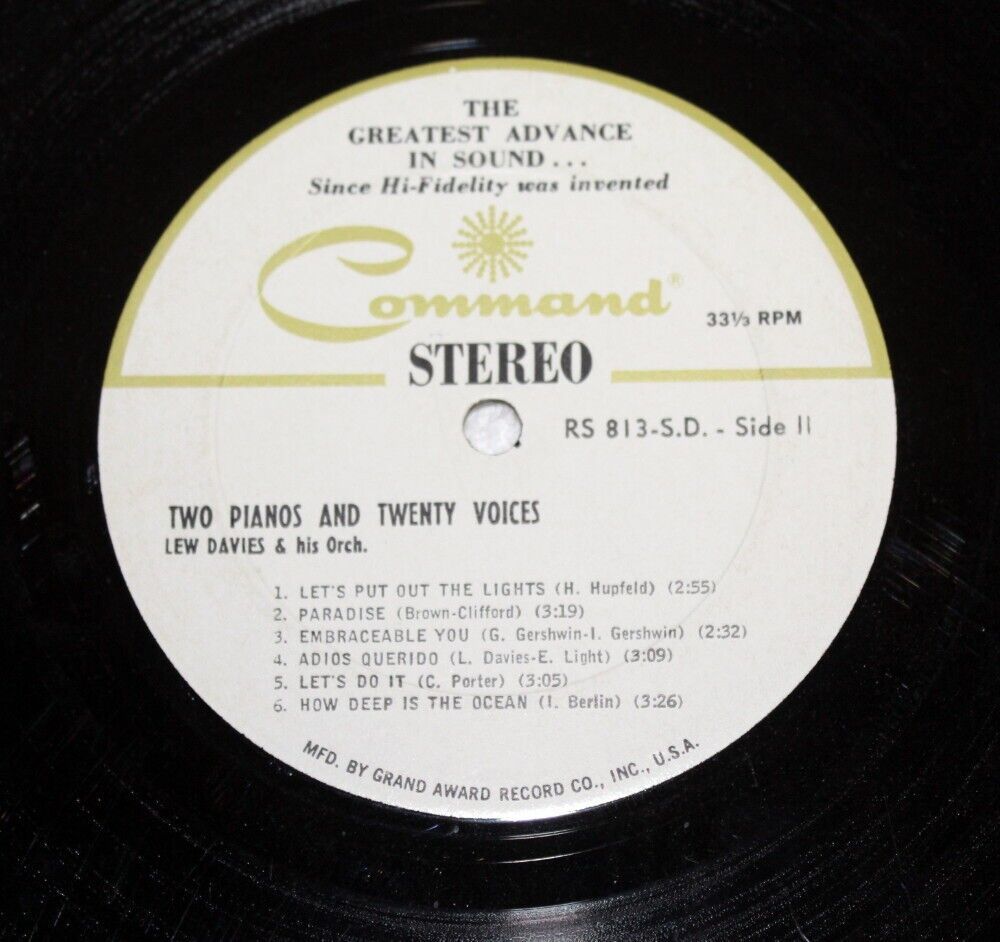 THE
GREATEST ADVANCE
IN SOUND...
Since Hi-Fidelity was invented
Command®
33⅓ RPM
STEREO
RS 813-S.D. - Side II
TWO PIANOS AND TWENTY VOICES
LEW DAVIES & his Orch.
1. LET'S PUT OUT THE LIGHTS (H. Hupfeld) (2:55)
2. PARADISE (Brown-Clifford) (3:19)
3. EMBRACEABLE YOU (G. Gershwin-I. Gershwin) (2:32)
4. ADIOS QUERIDO (L. Davies-E. Light) (3:09)
5. LET'S DO IT (C. Porter) (3:05)
6. HOW DEEP IS THE OCEAN (I. Berlin) (3:26)
MFD. BY GRAND AWARD RECORD CO., INC., U.S.A.